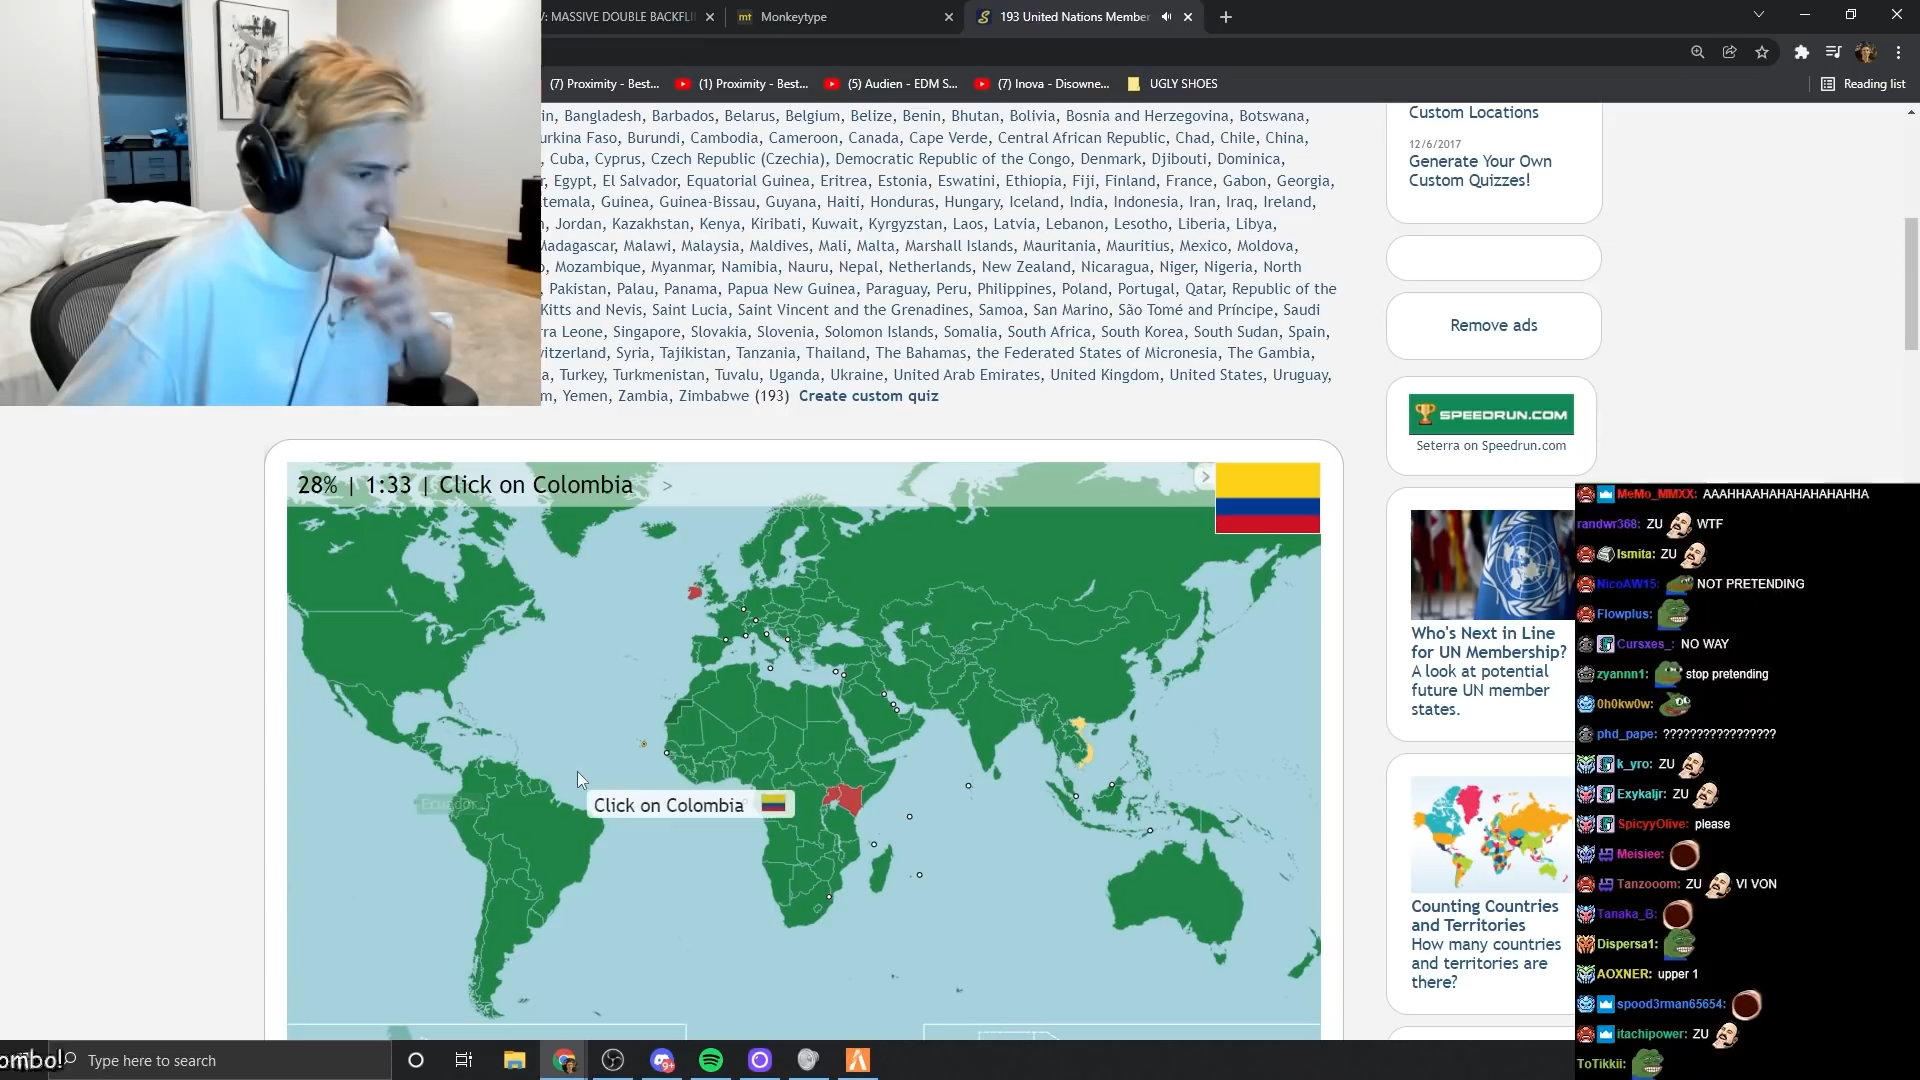 V: MASSIVE DOUBLE BACKFLI
mt Monkeytype
193 United Nations Member
(7) Proximity - Best...
(1) Proximity - Best...
(5) Audien - EDM S...
(7) Inova - Disowne...
UGLY SHOES
Reading list
in, Bangladesh, Barbados, Belarus, Belgium, Belize, Benin, Bhutan, Bolivia, Bosnia and Herzegovina, Botswana,
urkina Faso, Burundi, Cambodia, Cameroon, Canada, Cape Verde, Central African Republic, Chad, Chile, China,
, Cuba, Cyprus, Czech Republic (Czechia), Democratic Republic of the Congo, Denmark, Djibouti, Dominica,
r, Egypt, El Salvador, Equatorial Guinea, Eritrea, Estonia, Eswatini, Ethiopia, Fiji, Finland, France, Gabon, Georgia,
temala, Guinea, Guinea-Bissau, Guyana, Haiti, Honduras, Hungary, Iceland, India, Indonesia, Iran, Iraq, Ireland,
n, Jordan, Kazakhstan, Kenya, Kiribati, Kuwait, Kyrgyzstan, Laos, Latvia, Lebanon, Lesotho, Liberia, Libya,
Madagascar, Malawi, Malaysia, Maldives, Mali, Malta, Marshall Islands, Mauritania, Mauritius, Mexico, Moldova,
o, Mozambique, Myanmar, Namibia, Nauru, Nepal, Netherlands, New Zealand, Nicaragua, Niger, Nigeria, North
, Pakistan, Palau, Panama, Papua New Guinea, Paraguay, Peru, Philippines, Poland, Portugal, Qatar, Republic of the
Kitts and Nevis, Saint Lucia, Saint Vincent and the Grenadines, Samoa, San Marino, São Tomé and Príncipe, Saudi
rra Leone, Singapore, Slovakia, Slovenia, Solomon Islands, Somalia, South Africa, South Korea, South Sudan, Spain,
witzerland, Syria, Tajikistan, Tanzania, Thailand, The Bahamas, the Federated States of Micronesia, The Gambia,
a, Turkey, Turkmenistan, Tuvalu, Uganda, Ukraine, United Arab Emirates, United Kingdom, United States, Uruguay,
m, Yemen, Zambia, Zimbabwe (193) Create custom quiz
Custom Locations
12/6/2017
Generate Your Own
Custom Quizzes!
Remove ads
SPEEDRUN.COM
Seterra on Speedrun.com
28% | 1:33 | Click on Colombia >
Ecuador
Click on Colombia
Who's Next in Line
for UN Membership?
A look at potential
future UN member
states.
Counting Countries
and Territories
How many countries
and territories are
there?
MeMo_MMXX: AAAHHAAHAHAHAHAHHA
randwr368: ZU WTF
Ismita: ZU
NicoAW15: NOT PRETENDING
Flowplus:
Cursxes_: NO WAY
zyannn1: stop pretending
0h0kw0w:
phd_pape: ?????????????????
k_yro: ZU
Exykaljr: ZU
SpicyyOlive: please
Meisiee:
Tanzooom: ZU VI VON
Tanaka_B:
Dispersa1:
AOXNER: upper 1
spood3rman65654:
itachipower: ZU
ToTikkii:
ombo!
Type here to search
9+